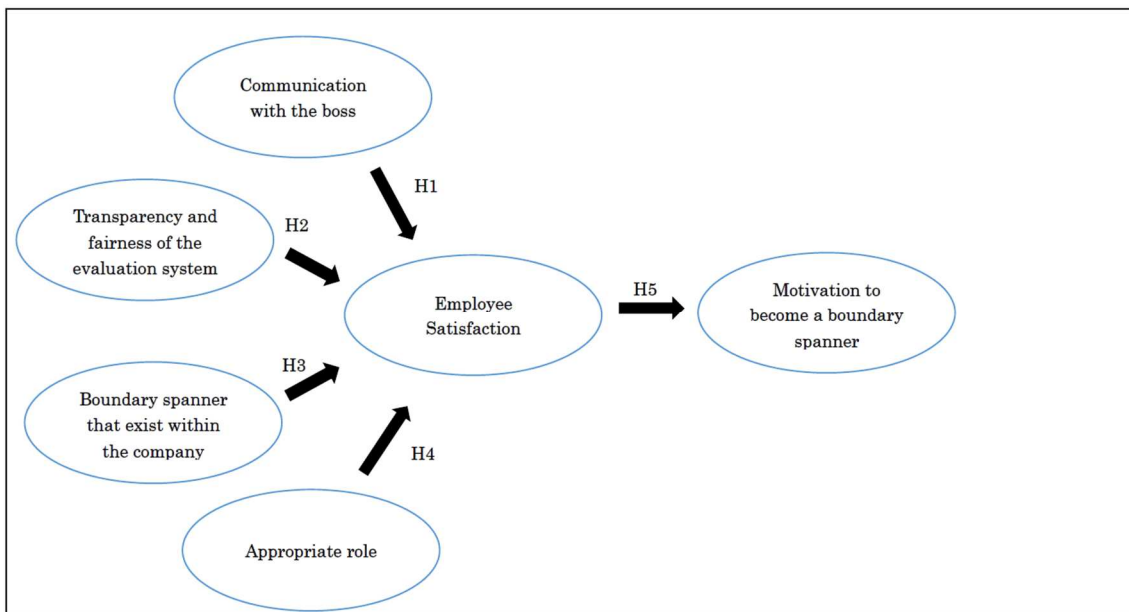 Communication
with the boss
H1
Transparency and
fairness of the
evaluation system
H2
Employee
Satisfaction
H5
Motivation to
become a boundary
spanner
H3
Boundary spanner
that exist within
the company
H4
Appropriate role